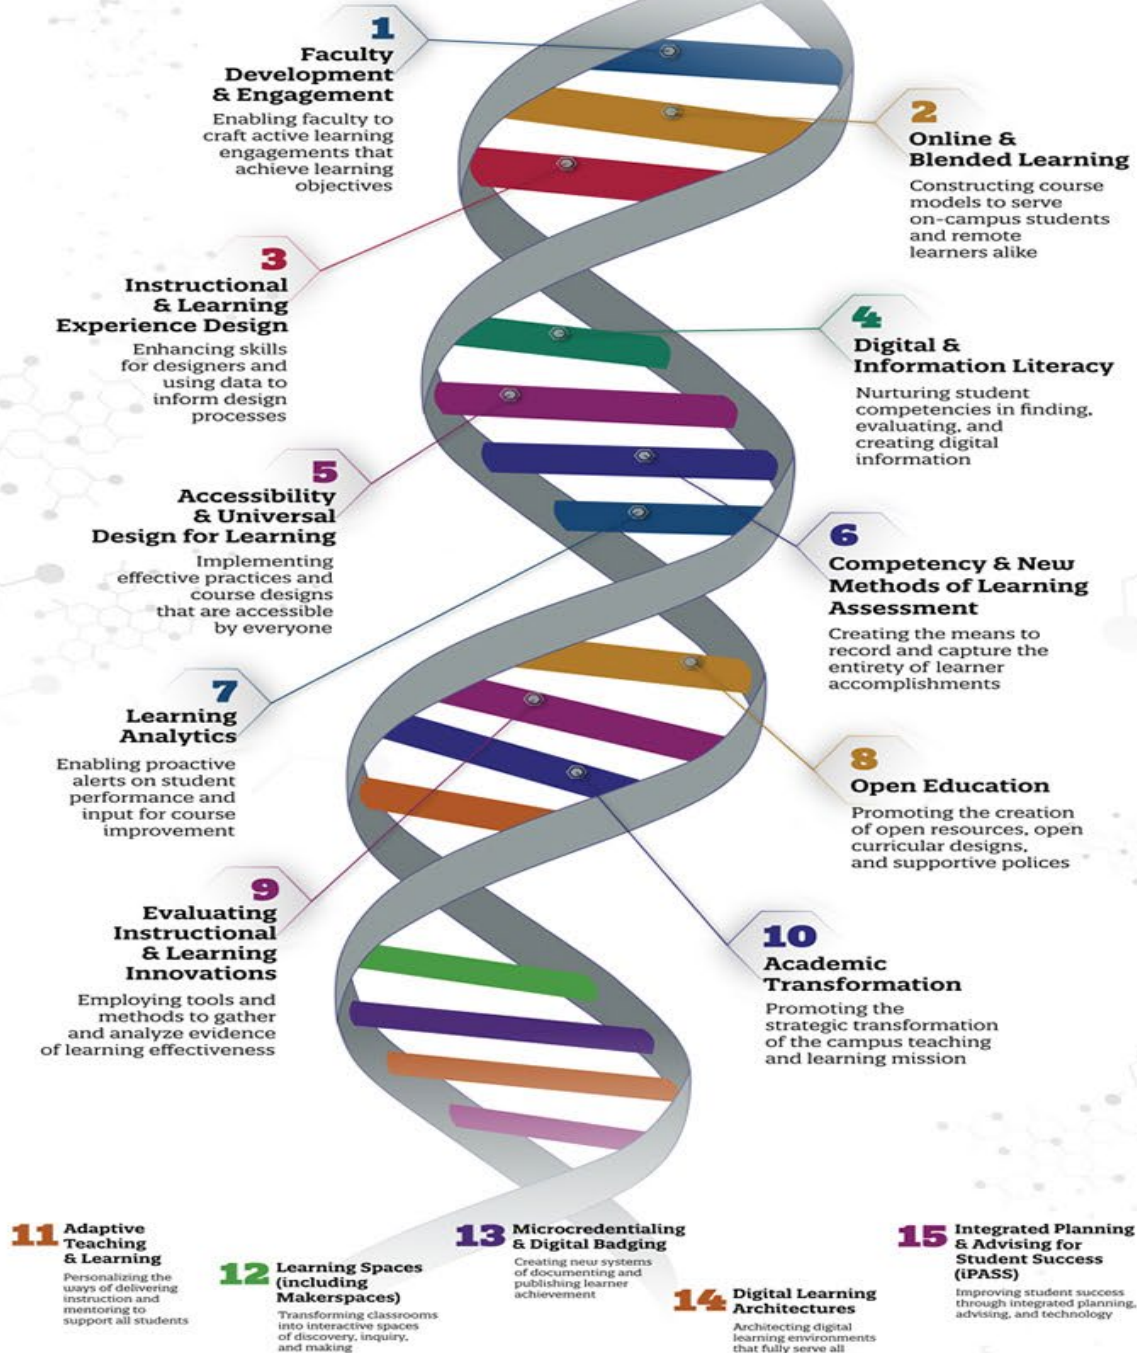 1
Faculty
Development
& Engagement
Enabling faculty to
craft active learning
engagements that
achieve learning
objectives
2
Online &
Blended Learning
Constructing course
models to serve
on-campus students
and remote
learners alike
3
Instructional
& Learning
Experience Design
Enhancing skills
for designers and
using data to
inform design
processes
4
Digital &
Information Literacy
Nurturing student
competencies in finding,
evaluating, and
creating digital
information
5
Accessibility
& Universal
Design for Learning
Implementing
effective practices and
course designs
that are accessible
by everyone
6
Competency & New
Methods of Learning
Assessment
Creating the means to
record and capture the
entirety of learner
accomplishments
7
Learning
Analytics
Enabling proactive
alerts on student
performance and
input for course
improvement
8
Open Education
Promoting the creation
of open resources, open
curricular designs,
and supportive polices
9
Evaluating
Instructional
& Learning
Innovations
Employing tools and
methods to gather
and analyze evidence
of learning effectiveness
10
Academic
Transformation
Promoting the
strategic transformation
of the campus teaching
and learning mission
11
Adaptive
Teaching
& Learning
Personalizing the
ways of delivering
instruction and
mentoring to
support all students
12
Learning Spaces
(including
Makerspaces)
Transforming classrooms
into interactive spaces
of discovery, inquiry,
and making
13
Microcredentialing
& Digital Badging
Creating new systems
of documenting and
publishing learner
achievement
14
Digital Learning
Architectures
Architecting digital
learning environments
that fully serve all
15
Integrated Planning
& Advising for
Student Success
(iPASS)
Improving student success
through integrated planning,
advising, and technology